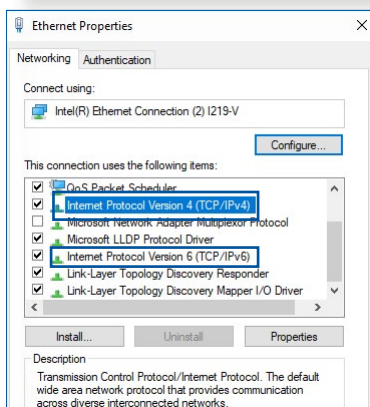 Ethernet Properties
Networking Authentication
Connect using:
Intel(R) Ethernet Connection (2) I219-V
Configure...
This connection uses the following items:
QoS Packet Scheduler
Internet Protocol Version 4 (TCP/IPv4)
Microsoft Network Adapter Multiplexor Protocol
Microsoft LLDP Protocol Driver
Internet Protocol Version 6 (TCP/IPv6)
Link-Layer Topology Discovery Responder
Link-Layer Topology Discovery Mapper I/O Driver
Install... Uninstall Properties
Description
Transmission Control Protocol/Internet Protocol. The default
wide area network protocol that provides communication
across diverse interconnected networks.